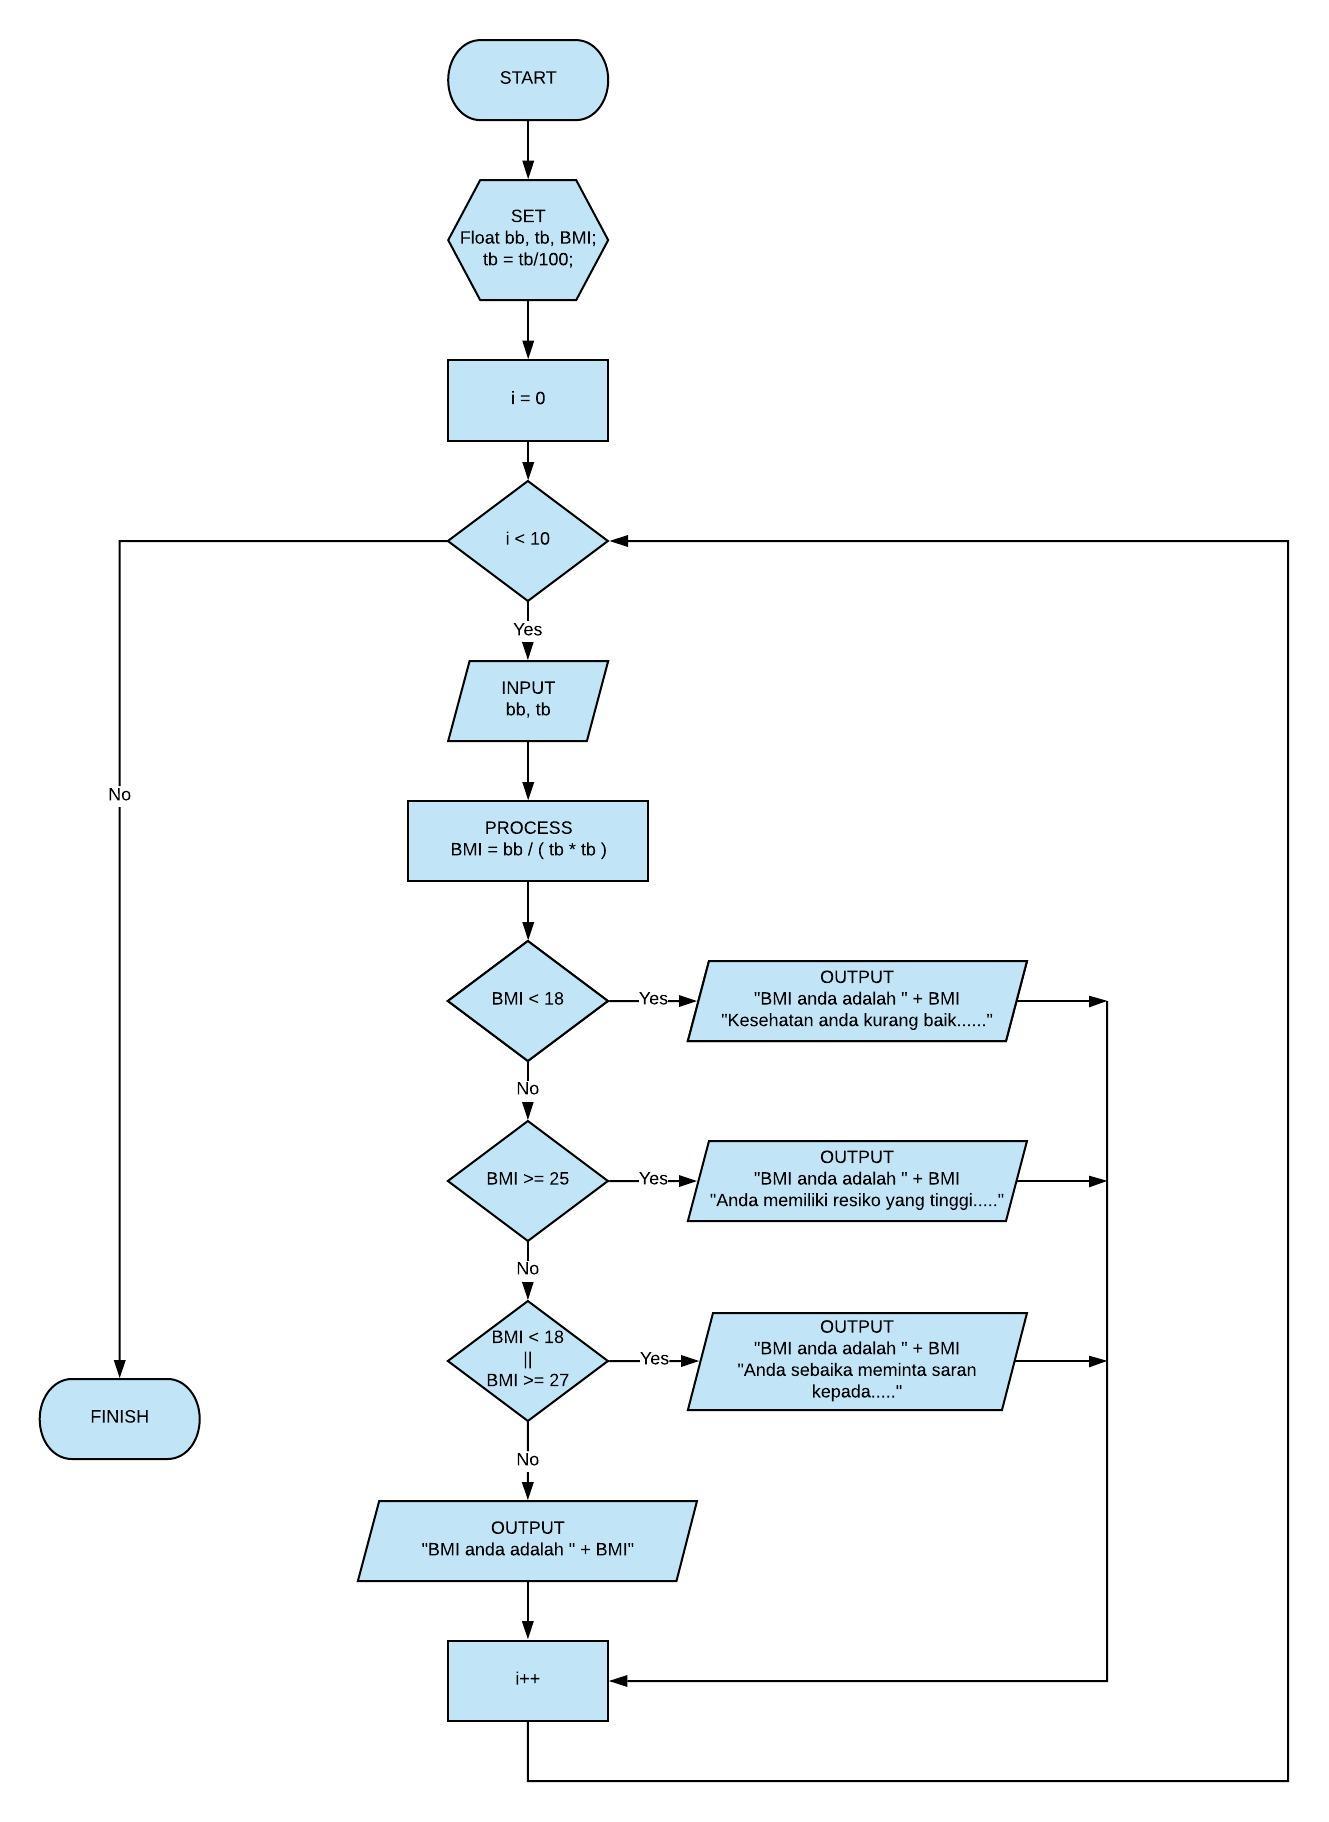 START
SET
Float bb, tb, BMI;
tb = tb/100;
i = 0
i < 10
Yes
INPUT
bb, tb
No
PROCESS
BMI = bb / ( tb * tb )
BMI < 18
Yes
OUTPUT
"BMI anda adalah " + BMI
"Kesehatan anda kurang baik......"
No
BMI >= 25
Yes
OUTPUT
"BMI anda adalah " + BMI
"Anda memiliki resiko yang tinggi....."
No
BMI < 18
||
BMI >= 27
Yes
OUTPUT
"BMI anda adalah " + BMI
"Anda sebaika meminta saran
kepada....."
FINISH
No
OUTPUT
"BMI anda adalah " + BMI"
i++